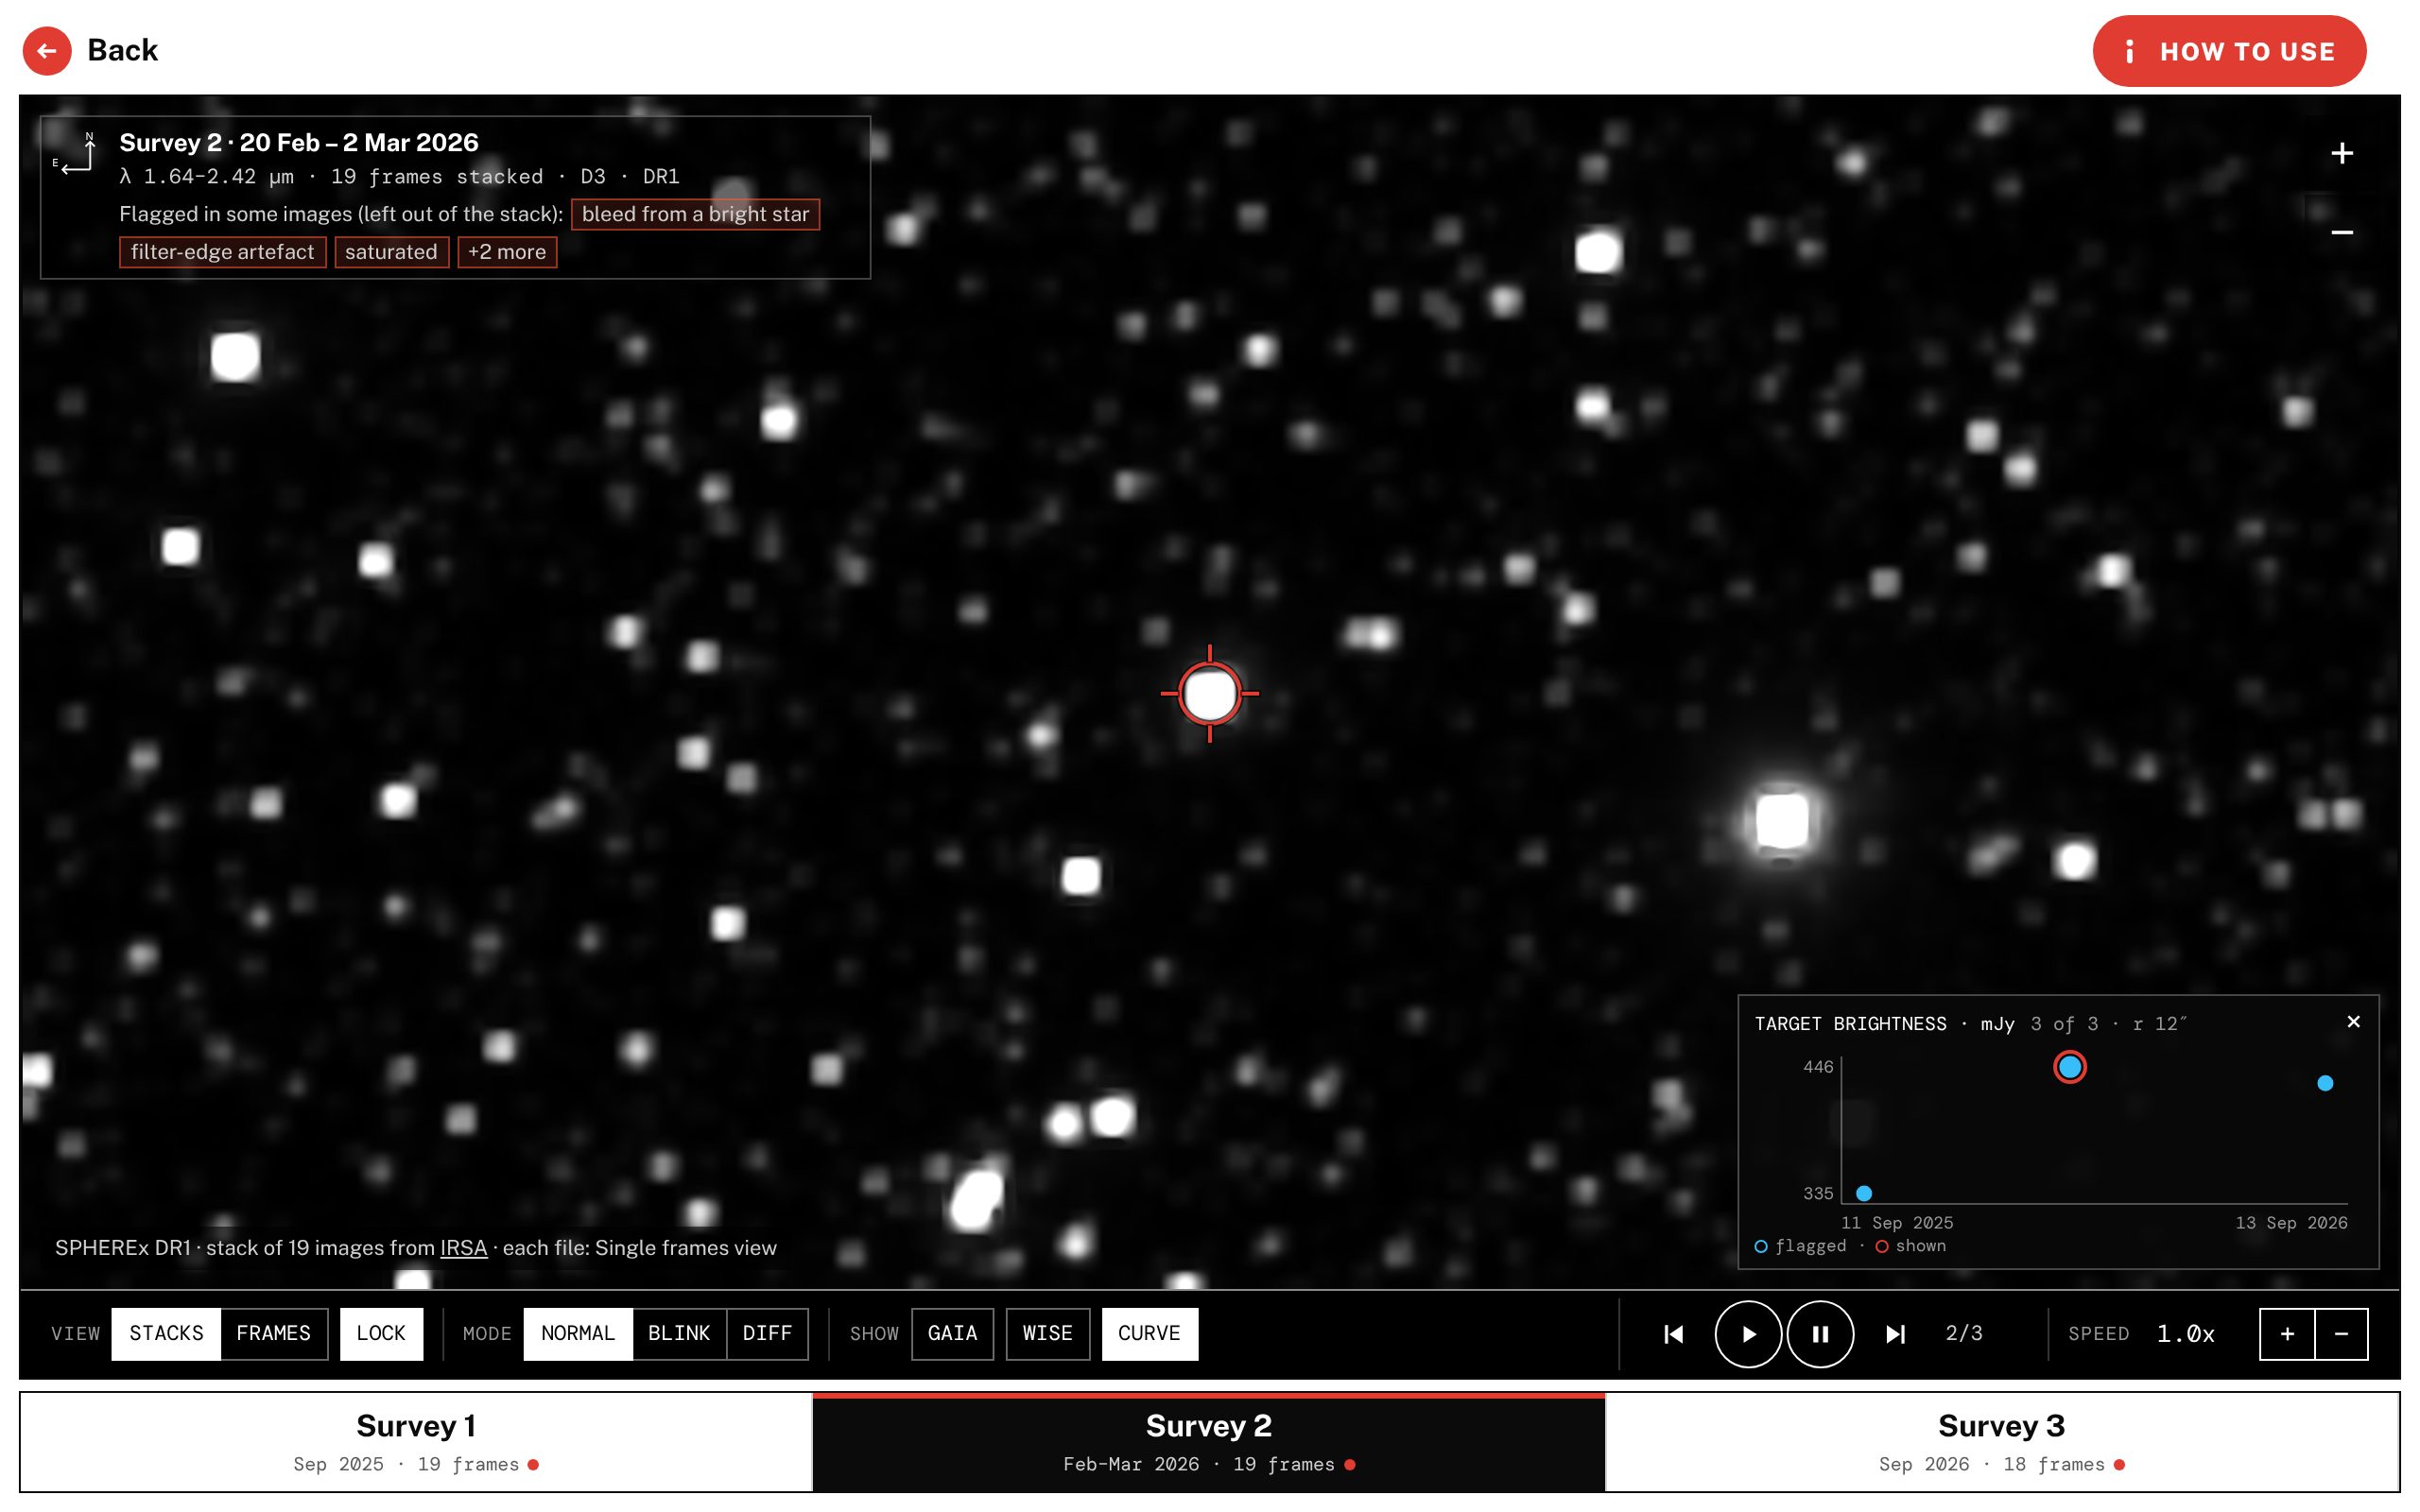 Back
HOW TO USE
N
E
Survey 2 · 20 Feb – 2 Mar 2026
λ 1.64–2.42 µm · 19 frames stacked · D3 · DR1
Flagged in some images (left out of the stack): bleed from a bright star
filter-edge artefact saturated +2 more
+
−
TARGET BRIGHTNESS · mJy 3 of 3 · r 12″ ×
446
335
11 Sep 2025 13 Sep 2026
flagged · shown
SPHEREx DR1 · stack of 19 images from IRSA · each file: Single frames view
VIEW STACKS FRAMES LOCK MODE NORMAL BLINK DIFF SHOW GAIA WISE CURVE 2/3 SPEED 1.0x + −
Survey 1 Survey 2 Survey 3
Sep 2025 · 19 frames Feb–Mar 2026 · 19 frames Sep 2026 · 18 frames